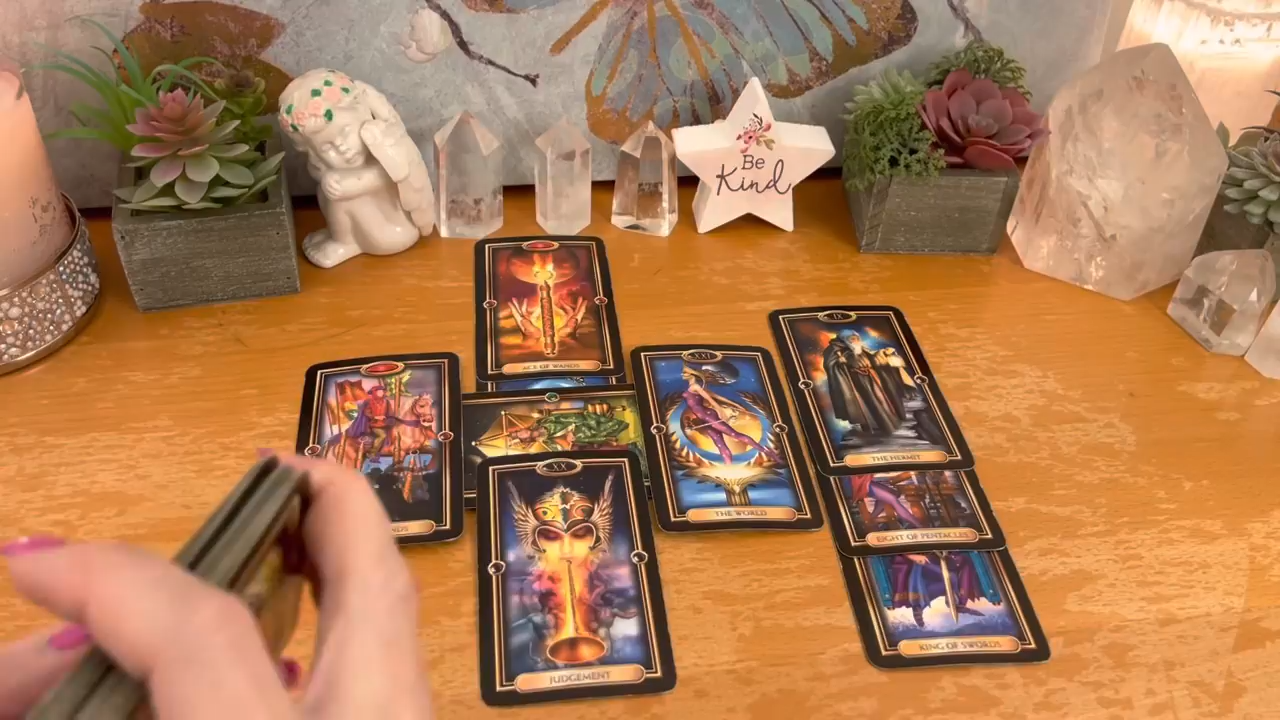 Be
Kind
ACE OF WANDS
IX
THE HERMIT
XXI
THE WORLD
EIGHT OF PENTACLES
XX
JUDGEMENT
KING OF SWORDS